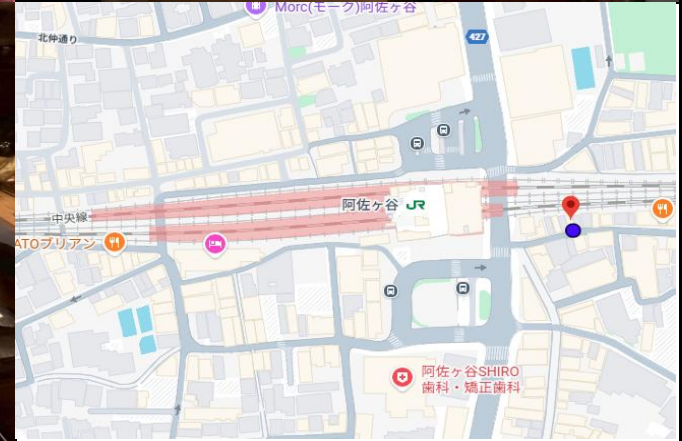 Morc(モーク)阿佐ヶ谷
北仲通り
427
阿佐ヶ谷 JR
中央線
ATOブリアン
阿佐ヶ谷SHIRO
歯科・矯正歯科